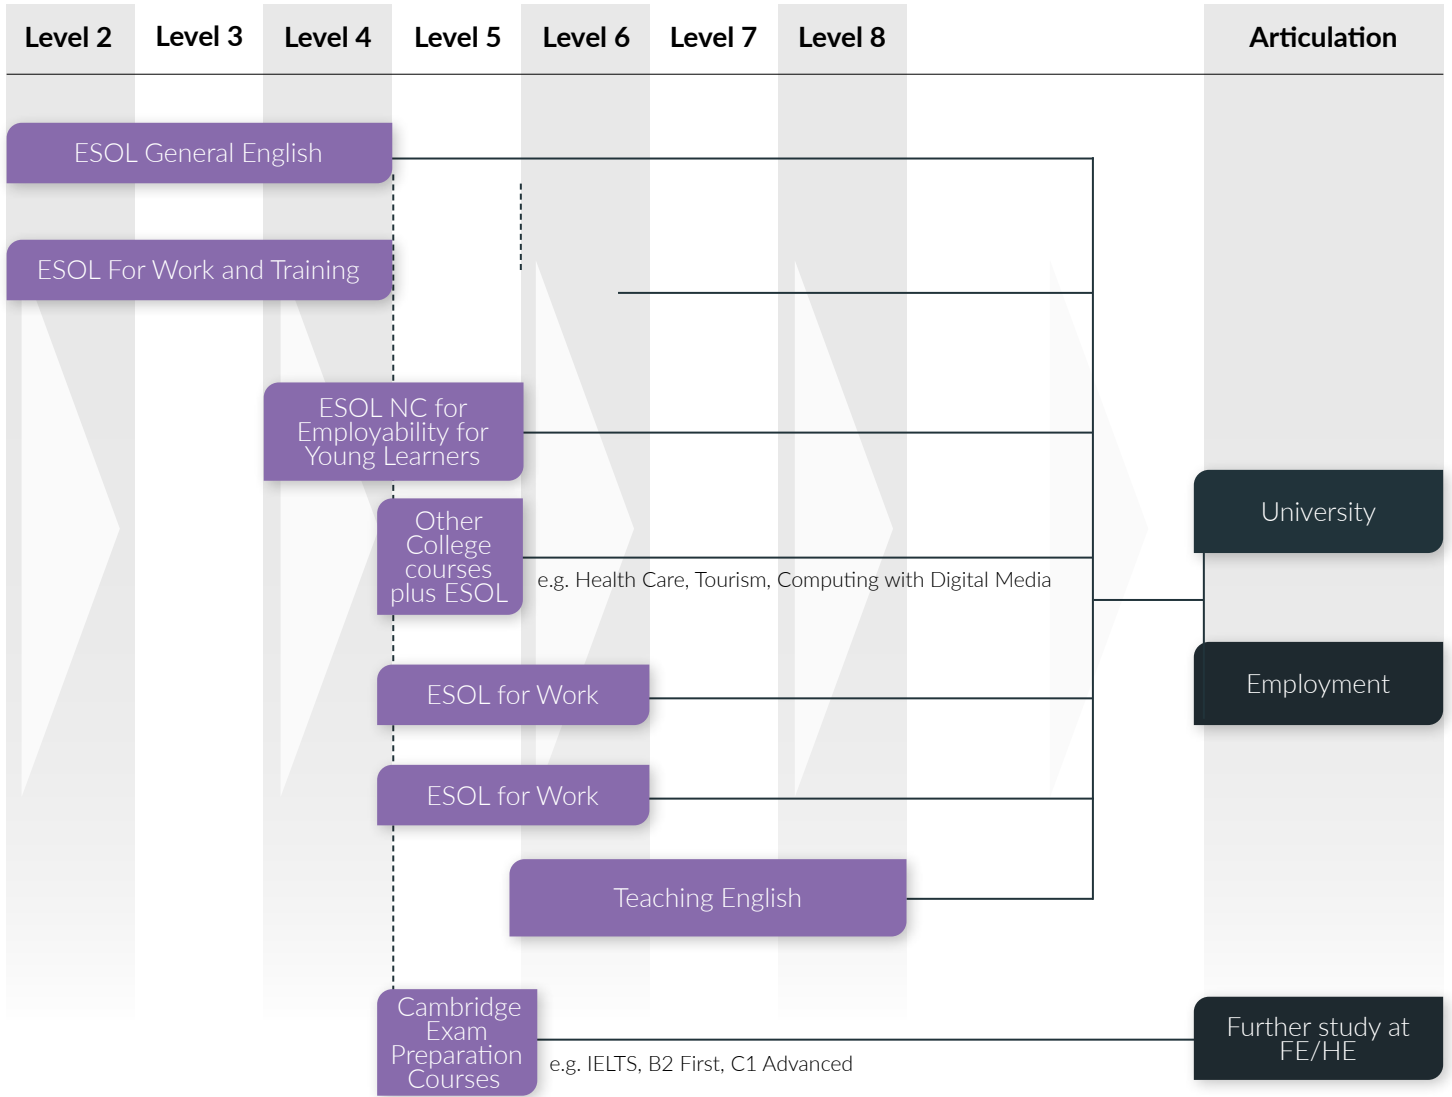 Level 2 Level 3 Level 4 Level 5 Level 6 Level 7 Level 8 Articulation
ESOL General English
ESOL For Work and Training
ESOL NC for
Employability for
Young Learners
Other
College
courses
plus ESOL
e.g. Health Care, Tourism, Computing with Digital Media
University
ESOL for Work
Employment
ESOL for Work
Teaching English
Cambridge
Exam
Preparation
Courses
e.g. IELTS, B2 First, C1 Advanced
Further study at
FE/HE